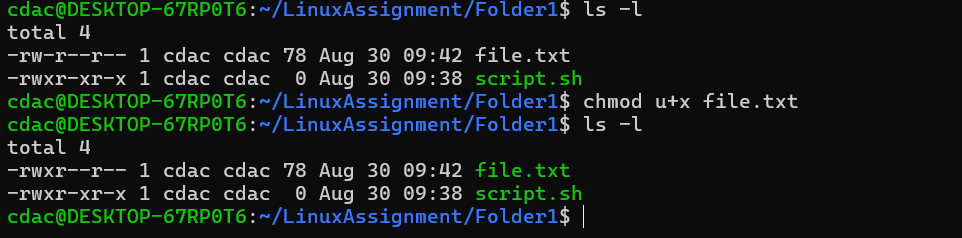 cdac@DESKTOP-67RP0T6:~/LinuxAssignment/Folder1$ ls -l
total 4
-rw-r--r-- 1 cdac cdac 78 Aug 30 09:42 file.txt
-rwxr-xr-x 1 cdac cdac  0 Aug 30 09:38 script.sh
cdac@DESKTOP-67RP0T6:~/LinuxAssignment/Folder1$ chmod u+x file.txt
cdac@DESKTOP-67RP0T6:~/LinuxAssignment/Folder1$ ls -l
total 4
-rwxr--r-- 1 cdac cdac 78 Aug 30 09:42 file.txt
-rwxr-xr-x 1 cdac cdac  0 Aug 30 09:38 script.sh
cdac@DESKTOP-67RP0T6:~/LinuxAssignment/Folder1$